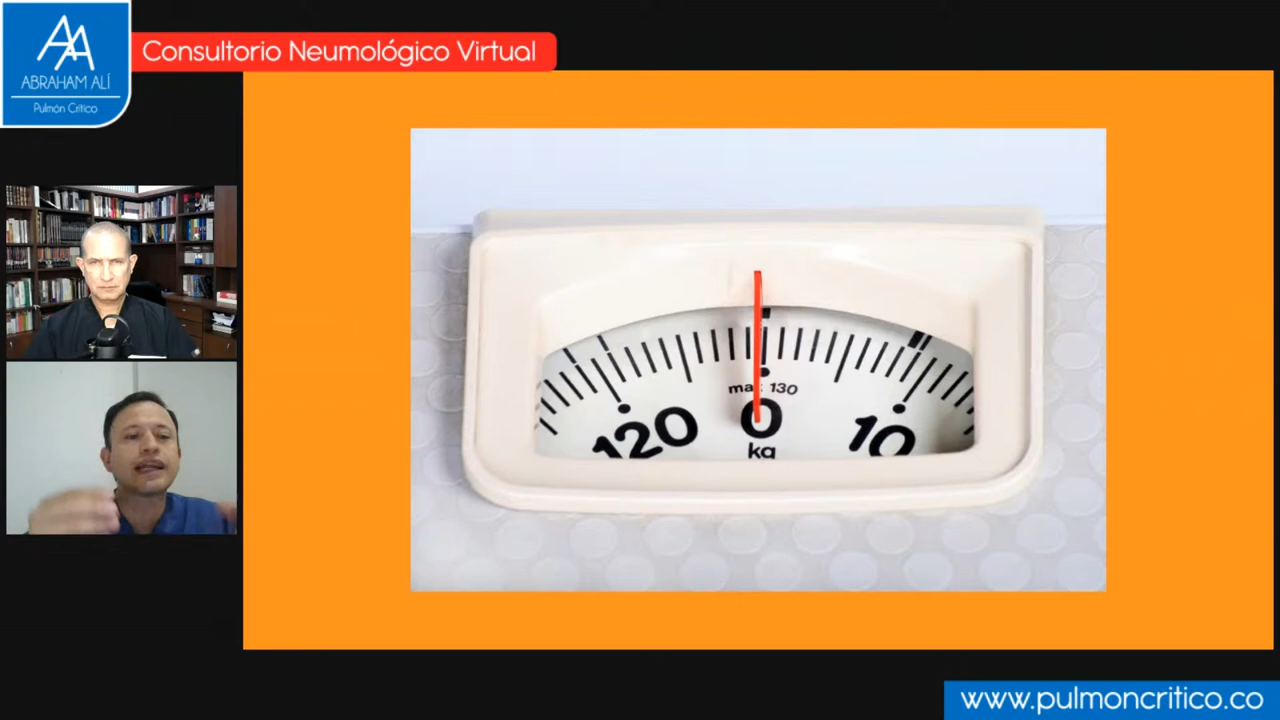 AA
ABRAHAM ALÍ
Pulmón Crítico
Consultorio Neumológico Virtual
max 130
120 0 10
kg
www.pulmoncritico.co